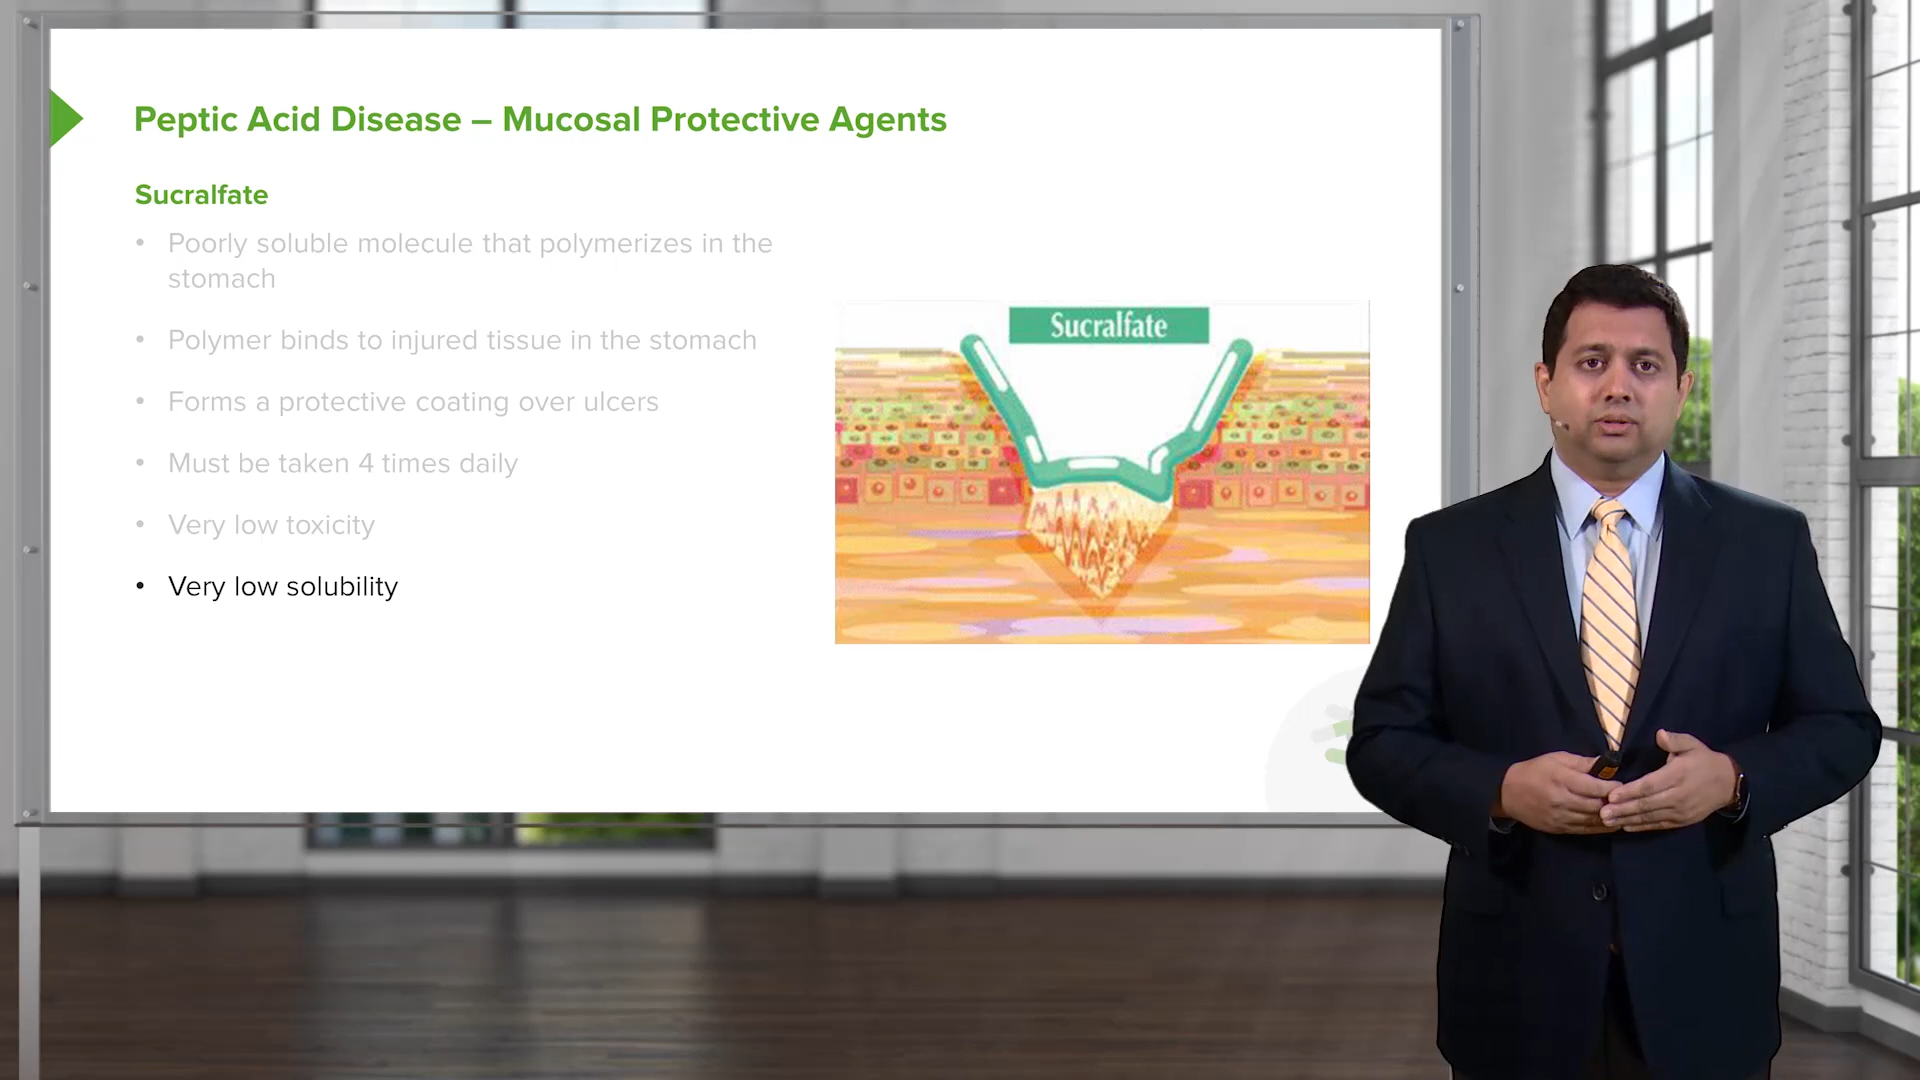 Peptic Acid Disease – Mucosal Protective Agents
Sucralfate
• Poorly soluble molecule that polymerizes in the
stomach
• Polymer binds to injured tissue in the stomach
• Forms a protective coating over ulcers
• Must be taken 4 times daily
• Very low toxicity
• Very low solubility
Sucralfate